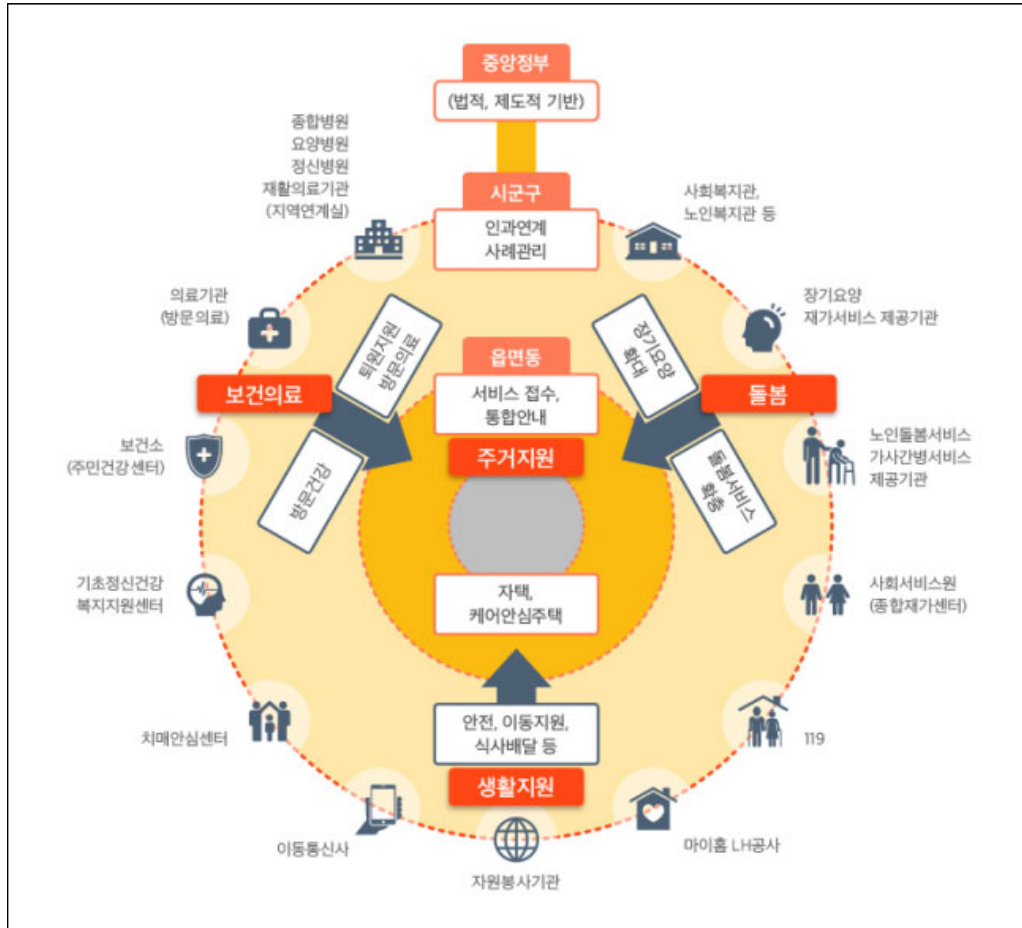 중앙정부
(법적, 제도적 기반)
종합병원
요양병원
정신병원
재활의료기관
(지역연계실)
시군구
인과연계
사례관리
사회복지관,
노인복지관 등
의료기관
(방문의료)
장기요양
재가서비스 제공기관
퇴원지원
방문의료
장기요양
확대
읍면동
서비스 접수,
통합안내
보건의료
돌봄
주거지원
보건소
(주민건강센터)
방문건강
돌봄서비스
확충
노인돌봄서비스
가사간병서비스
제공기관
기초정신건강
복지지원센터
자택,
케어안심주택
사회서비스원
(종합재가센터)
치매안심센터
안전, 이동지원,
식사배달 등
119
생활지원
이동통신사
자원봉사기관
마이홈 LH공사